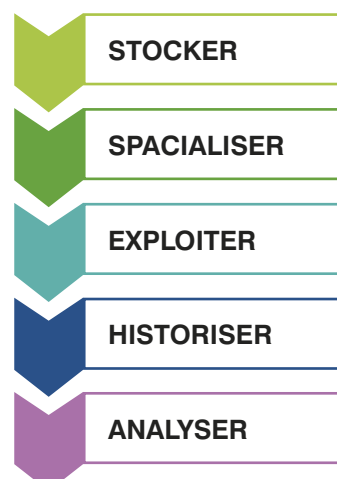 STOCKER
SPACIALISER
EXPLOITER
HISTORISER
ANALYSER